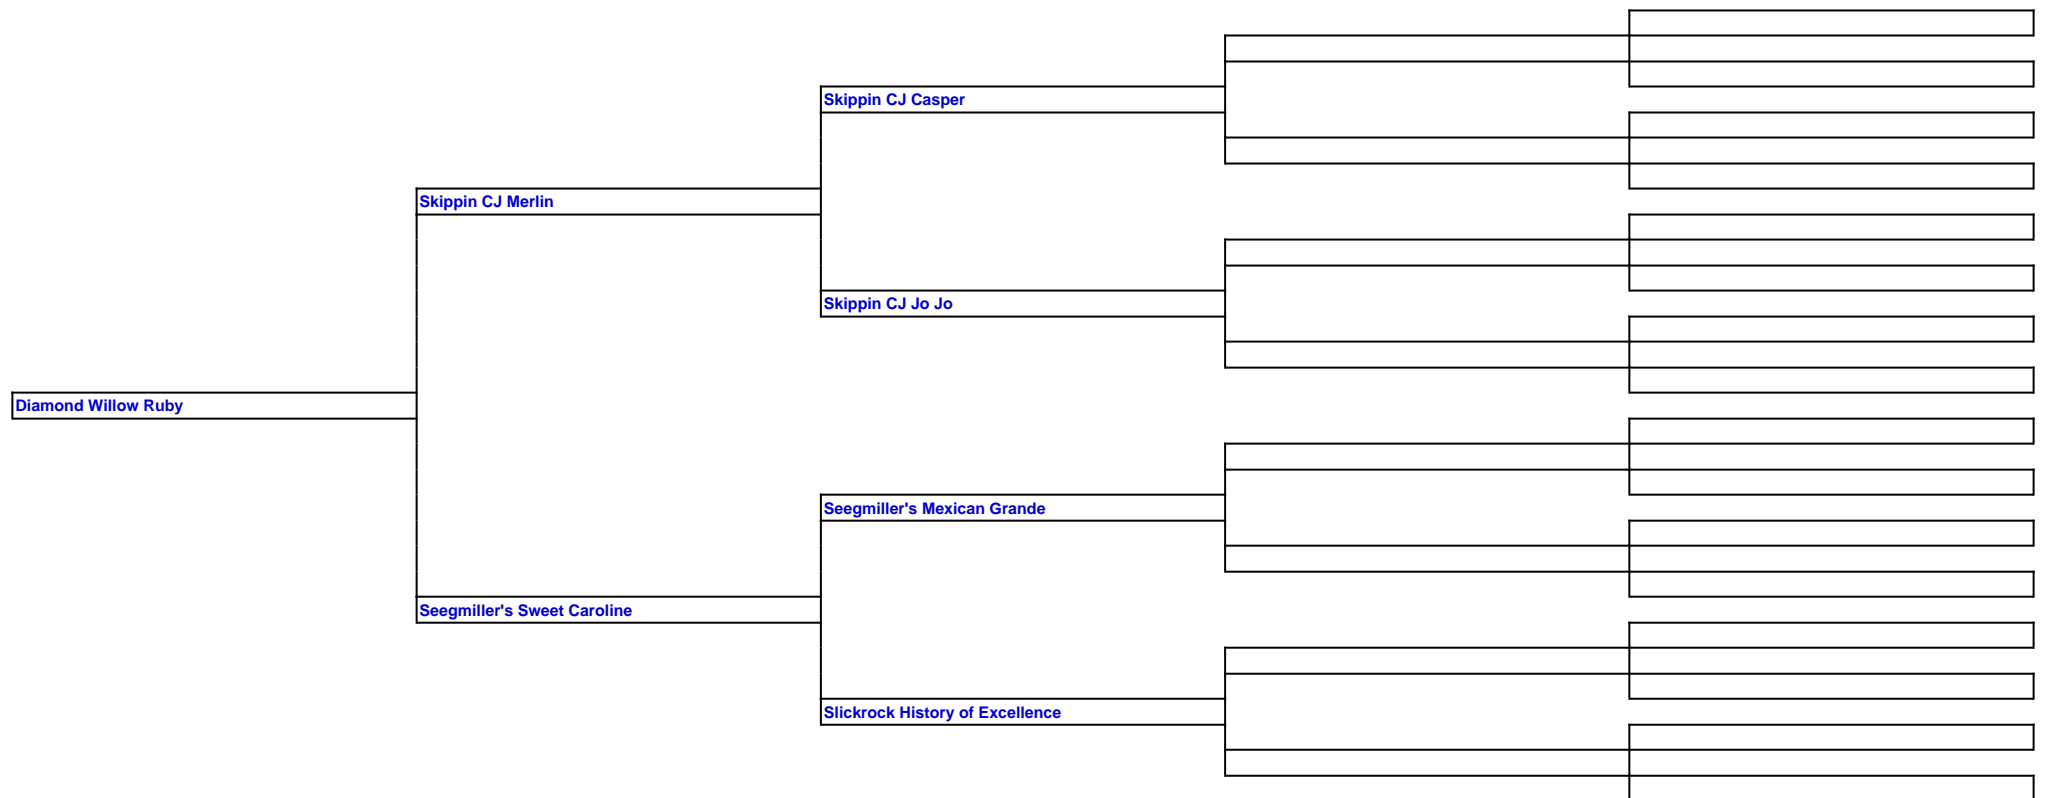 Skippin CJ Casper
Skippin CJ Merlin
Skippin CJ Jo Jo
Diamond Willow Ruby
Seegmiller's Mexican Grande
Seegmiller's Sweet Caroline
Slickrock History of Excellence